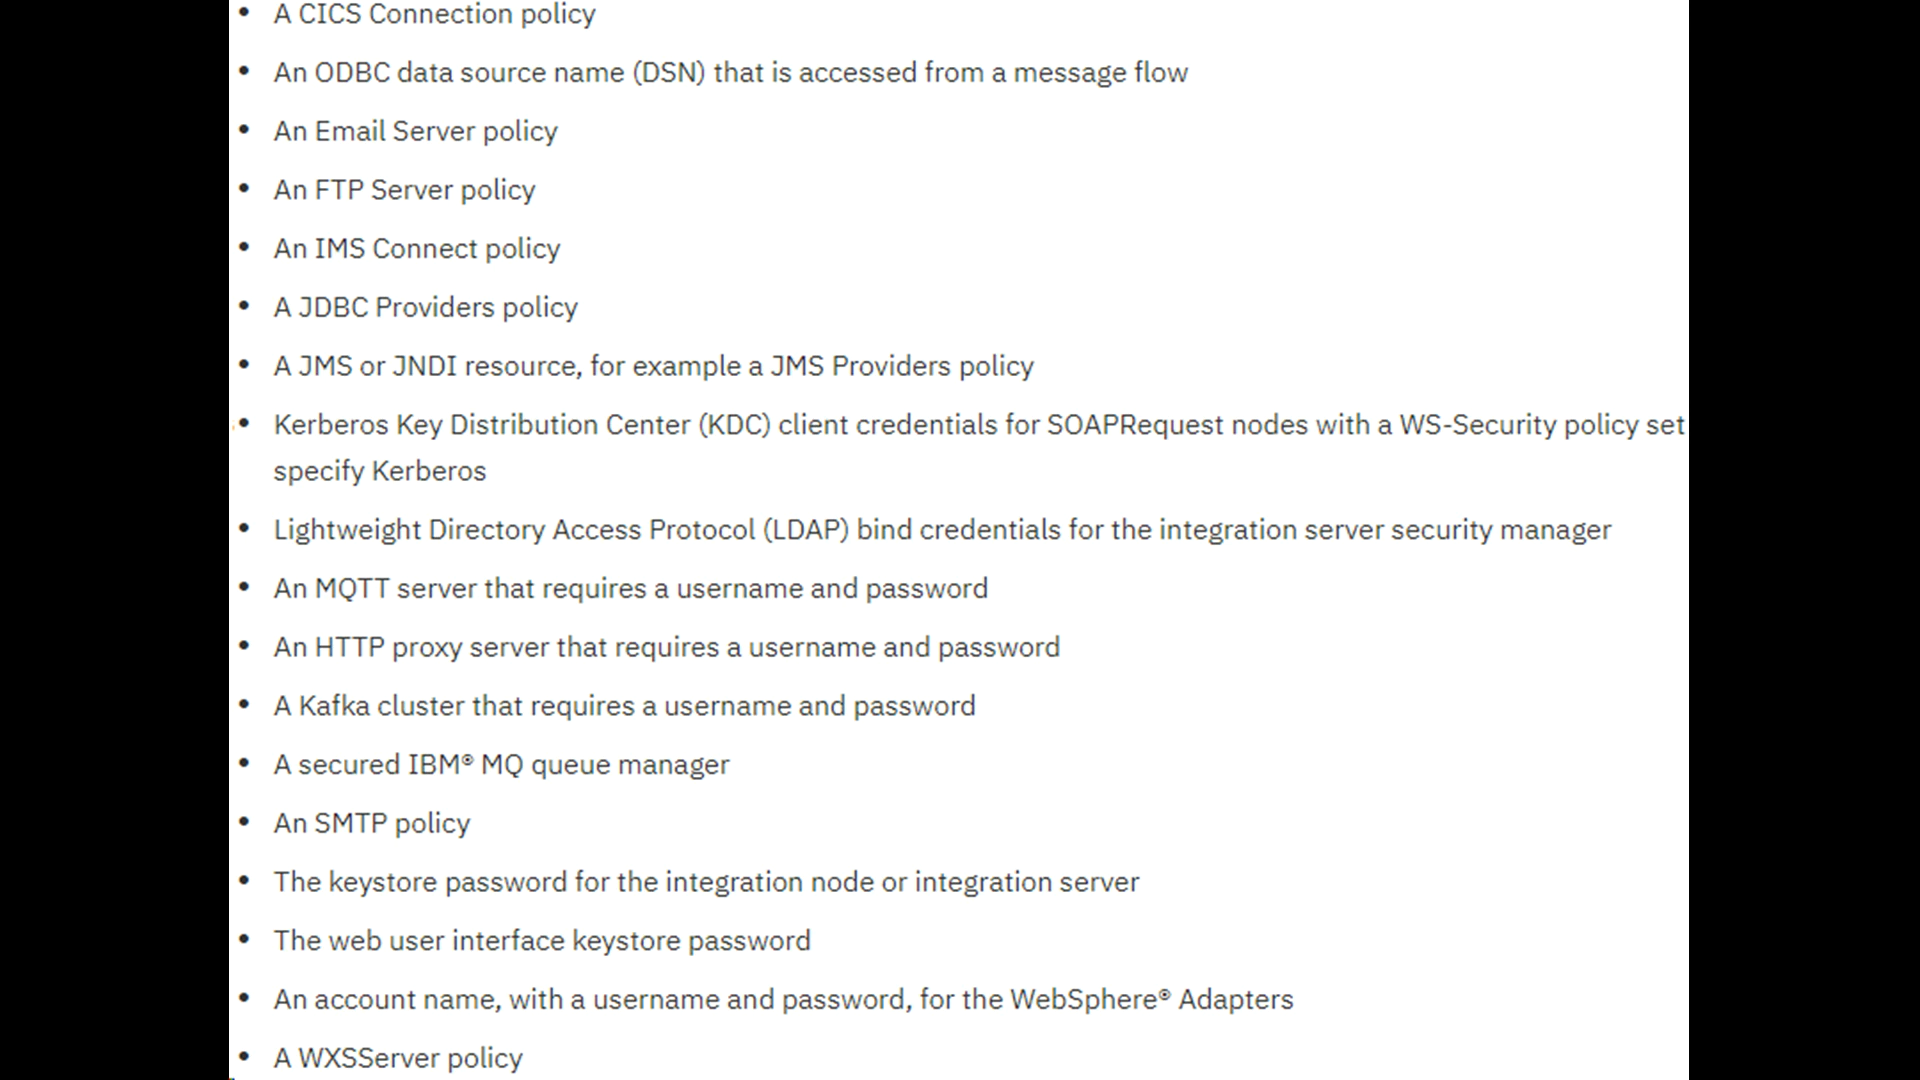 • A CICS Connection policy
• An ODBC data source name (DSN) that is accessed from a message flow
• An Email Server policy
• An FTP Server policy
• An IMS Connect policy
• A JDBC Providers policy
• A JMS or JNDI resource, for example a JMS Providers policy
• Kerberos Key Distribution Center (KDC) client credentials for SOAPRequest nodes with a WS-Security policy set
specify Kerberos
• Lightweight Directory Access Protocol (LDAP) bind credentials for the integration server security manager
• An MQTT server that requires a username and password
• An HTTP proxy server that requires a username and password
• A Kafka cluster that requires a username and password
• A secured IBM® MQ queue manager
• An SMTP policy
• The keystore password for the integration node or integration server
• The web user interface keystore password
• An account name, with a username and password, for the WebSphere® Adapters
• A WXSServer policy